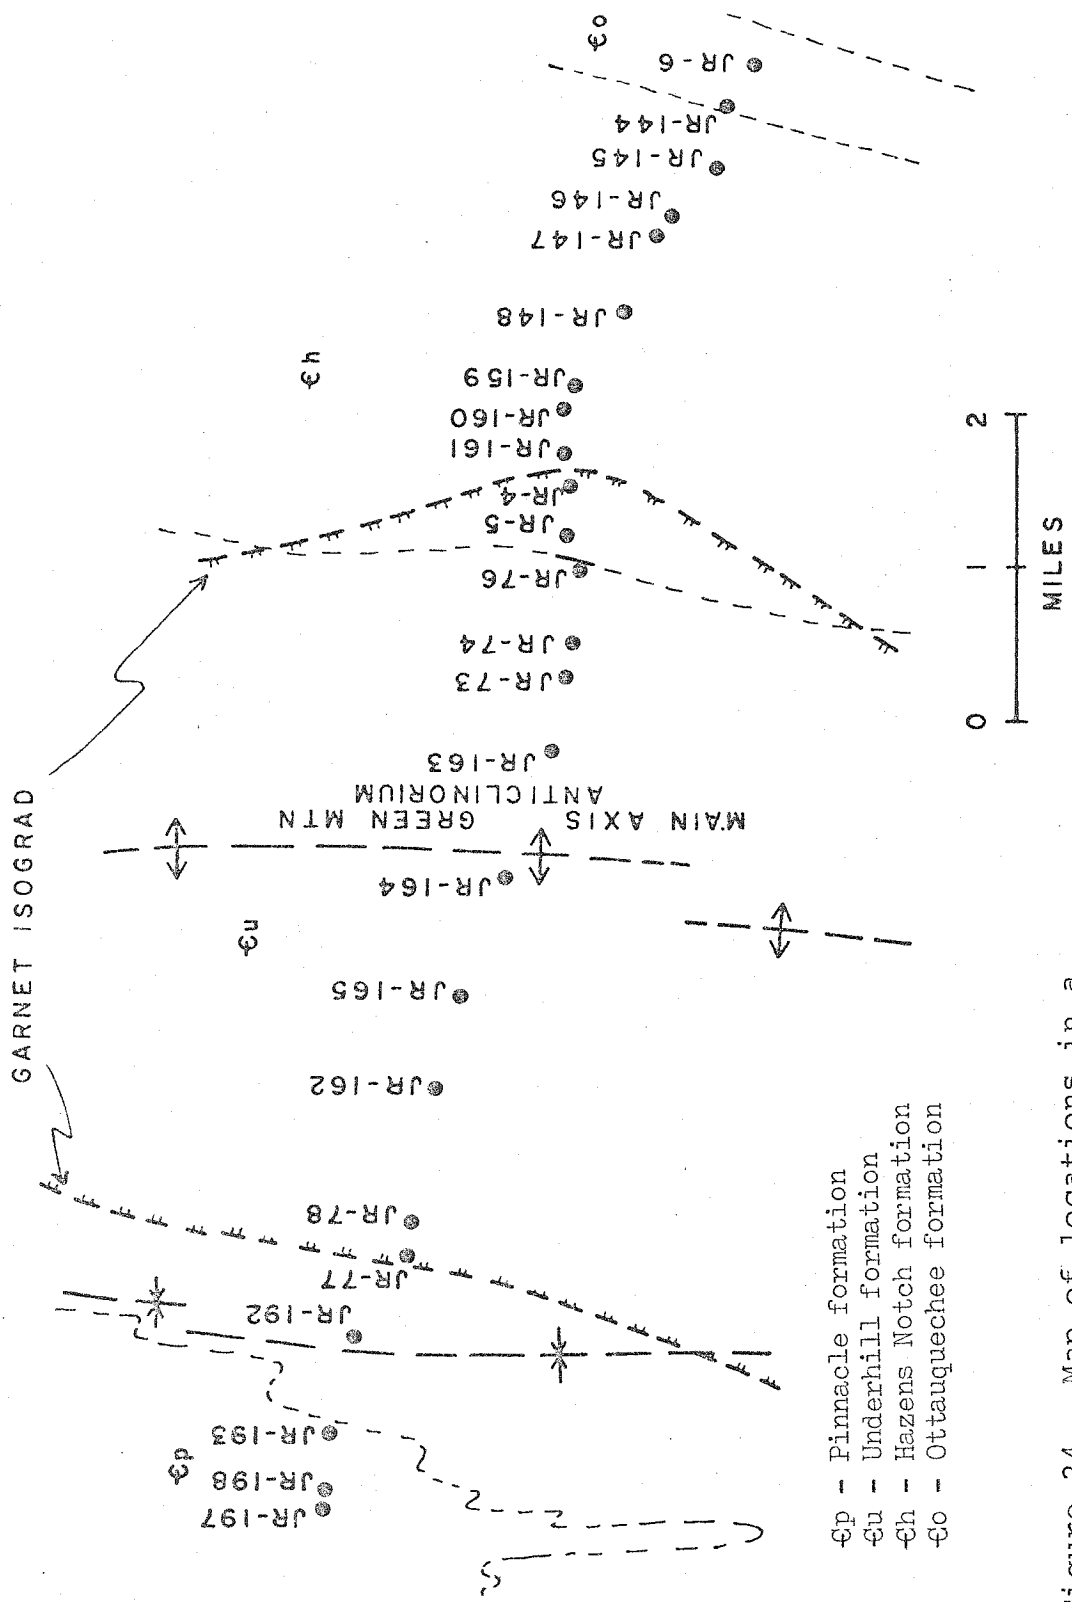 GARNET ISOGRAD
Ꞓp
JR-197
JR-198
JR-193
JR-192
JR-77
JR-78
JR-162
JR-165
Ꞓu
JR-164
MAIN AXIS GREEN MTN
ANTICLINORIUM
JR-163
JR-73
JR-74
JR-76
JR-5
JR-4
JR-161
JR-160
JR-159
Ꞓh
JR-148
JR-147
JR-146
JR-145
JR-144
JR-6
Ꞓo
Ꞓp - Pinnacle formation
Ꞓu - Underhill formation
Ꞓh - Hazens Notch formation
Ꞓo - Ottauquechee formation
0 1 2
MILES
Figure 24. Map of locations in a